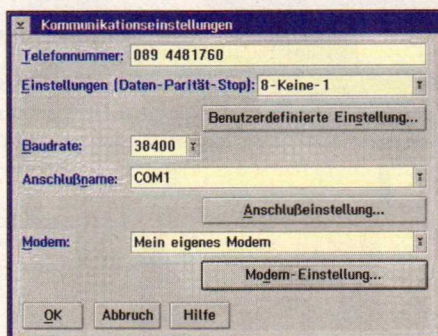 Kommunikationseinstellungen
Telefonnummer: 089 4481760
Einstellungen (Daten-Parität-Stop): 8-Keine-1
Benutzerdefinierte Einstellung...
Baudrate: 38400
Anschlußname: COM1
Anschlußeinstellung...
Modem: Mein eigenes Modem
Modem-Einstellung...
OK Abbruch Hilfe